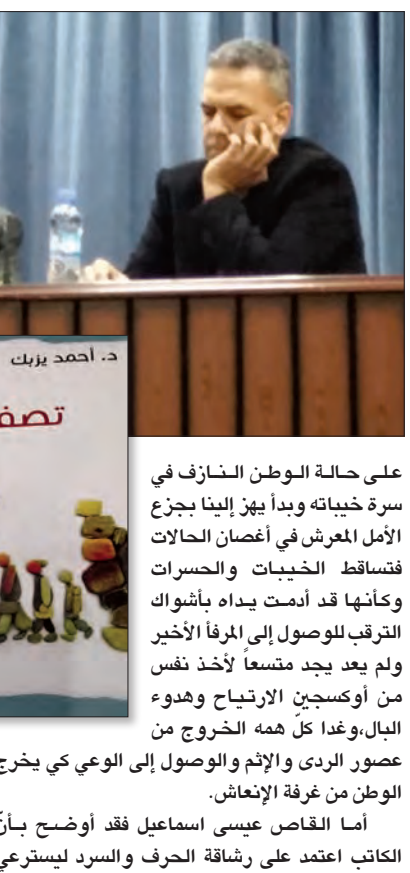 د. أحمد يزبك
على حالة الوطن النازف في
سرة خيباته وبدأ يهز إلينا بجزع
الأمل المعرش في أغصان الحالات
فتساقط الخيبات والحسرات
وكأنها قد أدمت يداه بأشواك
الترقب للوصول إلى المرفأ الأخير
ولم يعد يجد متسعاً لأخذ نفس
من أوكسجين الارتياح وهدوء
البال،وغدا كلّ همه الخروج من
عصور الردى والإثم والوصول إلى الوعي كي يخرج
الوطن من غرفة الإنعاش.
أما القاص عيسى اسماعيل فقد أوضح بأنّ
الكاتب اعتمد على رشاقة الحرف والسرد ليسترعي